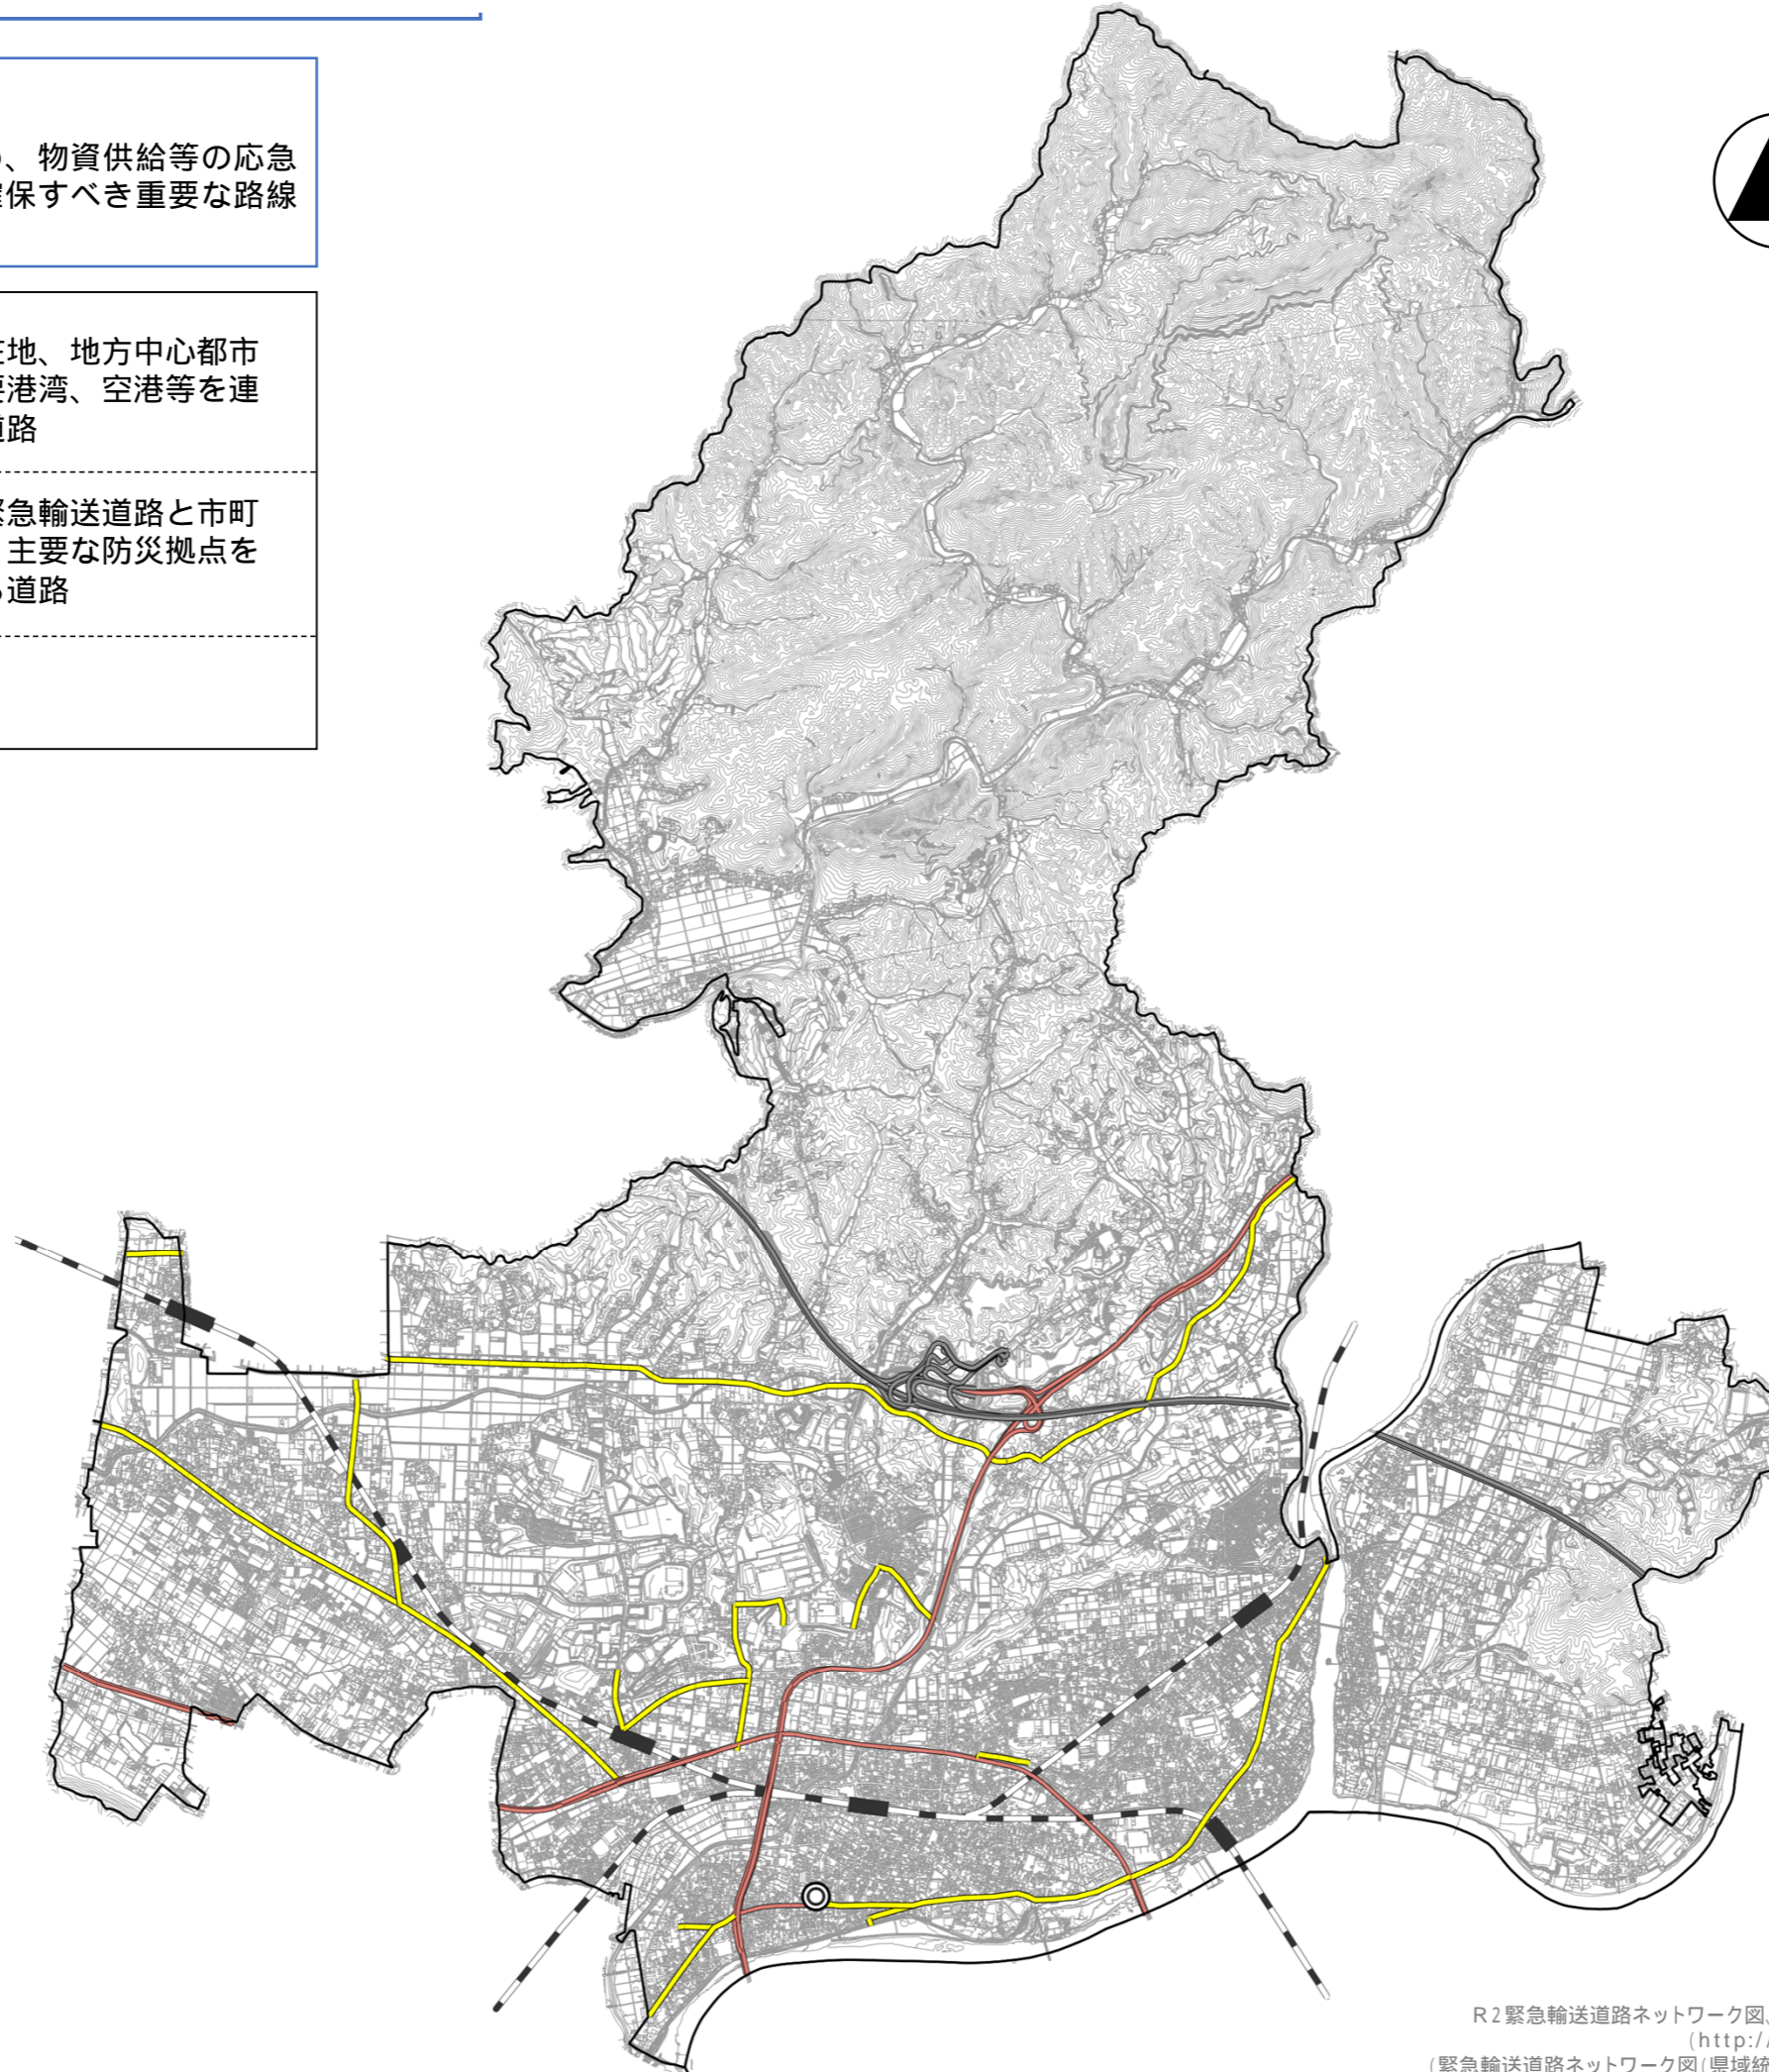 、物資供給等の応急
保すべき重要な路線
地、地方中心都市
港湾、空港等を連
道路
急輸送道路と市町
主要な防災拠点を
道路
R2緊急輸送道路ネットワーク図、
(http://
(緊急輸送道路ネットワーク図(県域統